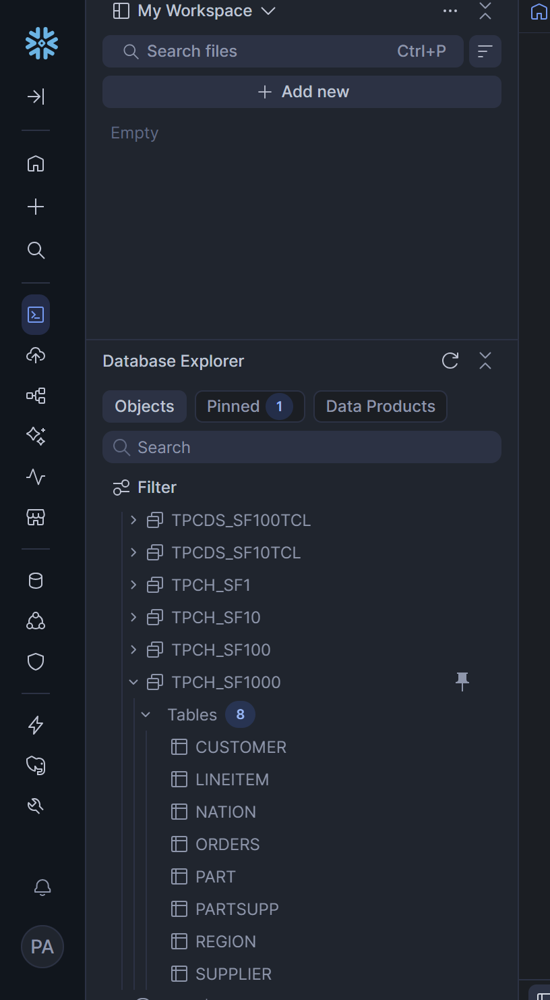 My Workspace
Search files Ctrl+P
Add new
Empty
Database Explorer
Objects Pinned 1 Data Products
Search
Filter
TPCDS_SF100TCL
TPCDS_SF10TCL
TPCH_SF1
TPCH_SF10
TPCH_SF100
TPCH_SF1000
Tables 8
CUSTOMER
LINEITEM
NATION
ORDERS
PART
PARTSUPP
REGION
SUPPLIER
PA